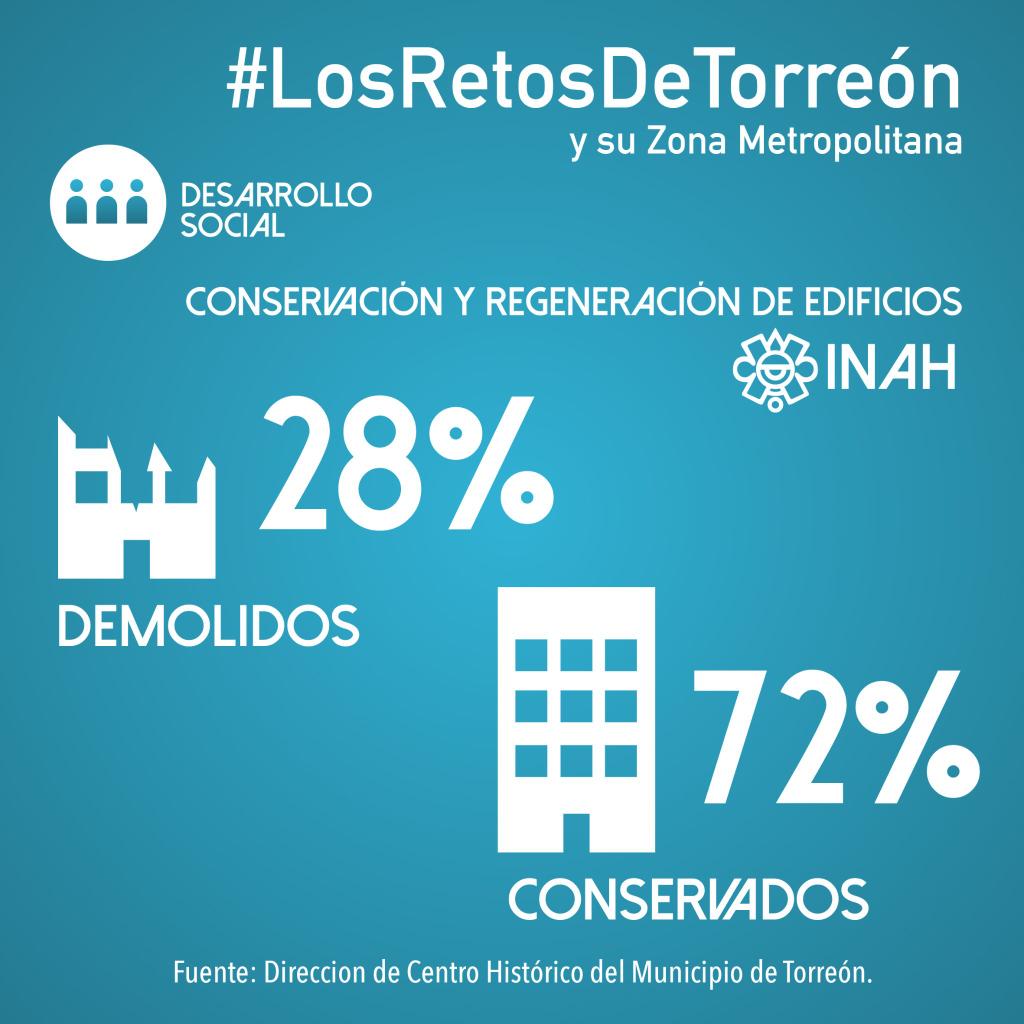 #LosRetosDeTorreón
y su Zona Metropolitana
DESARROLLO
SOCIAL
CONSERVACIÓN Y REGENERACIÓN DE EDIFICIOS
INAH
28%
DEMOLIDOS
72%
CONSERVADOS
Fuente: Direccion de Centro Histórico del Municipio de Torreón.